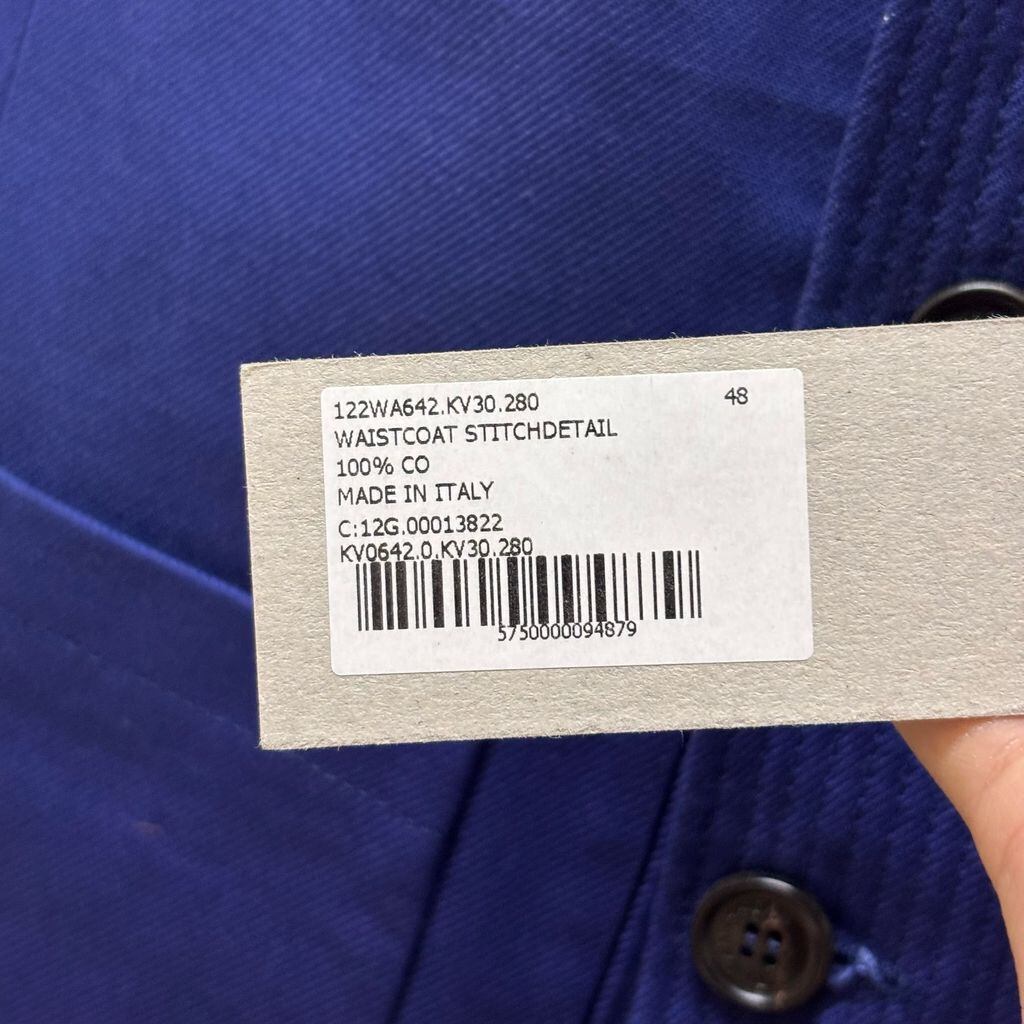 122WA642.KV30.280 48
WAISTCOAT STITCHDETAIL
100% CO
MADE IN ITALY
C:12G.00013822
KV0642.0.KV30.280
5750000094879